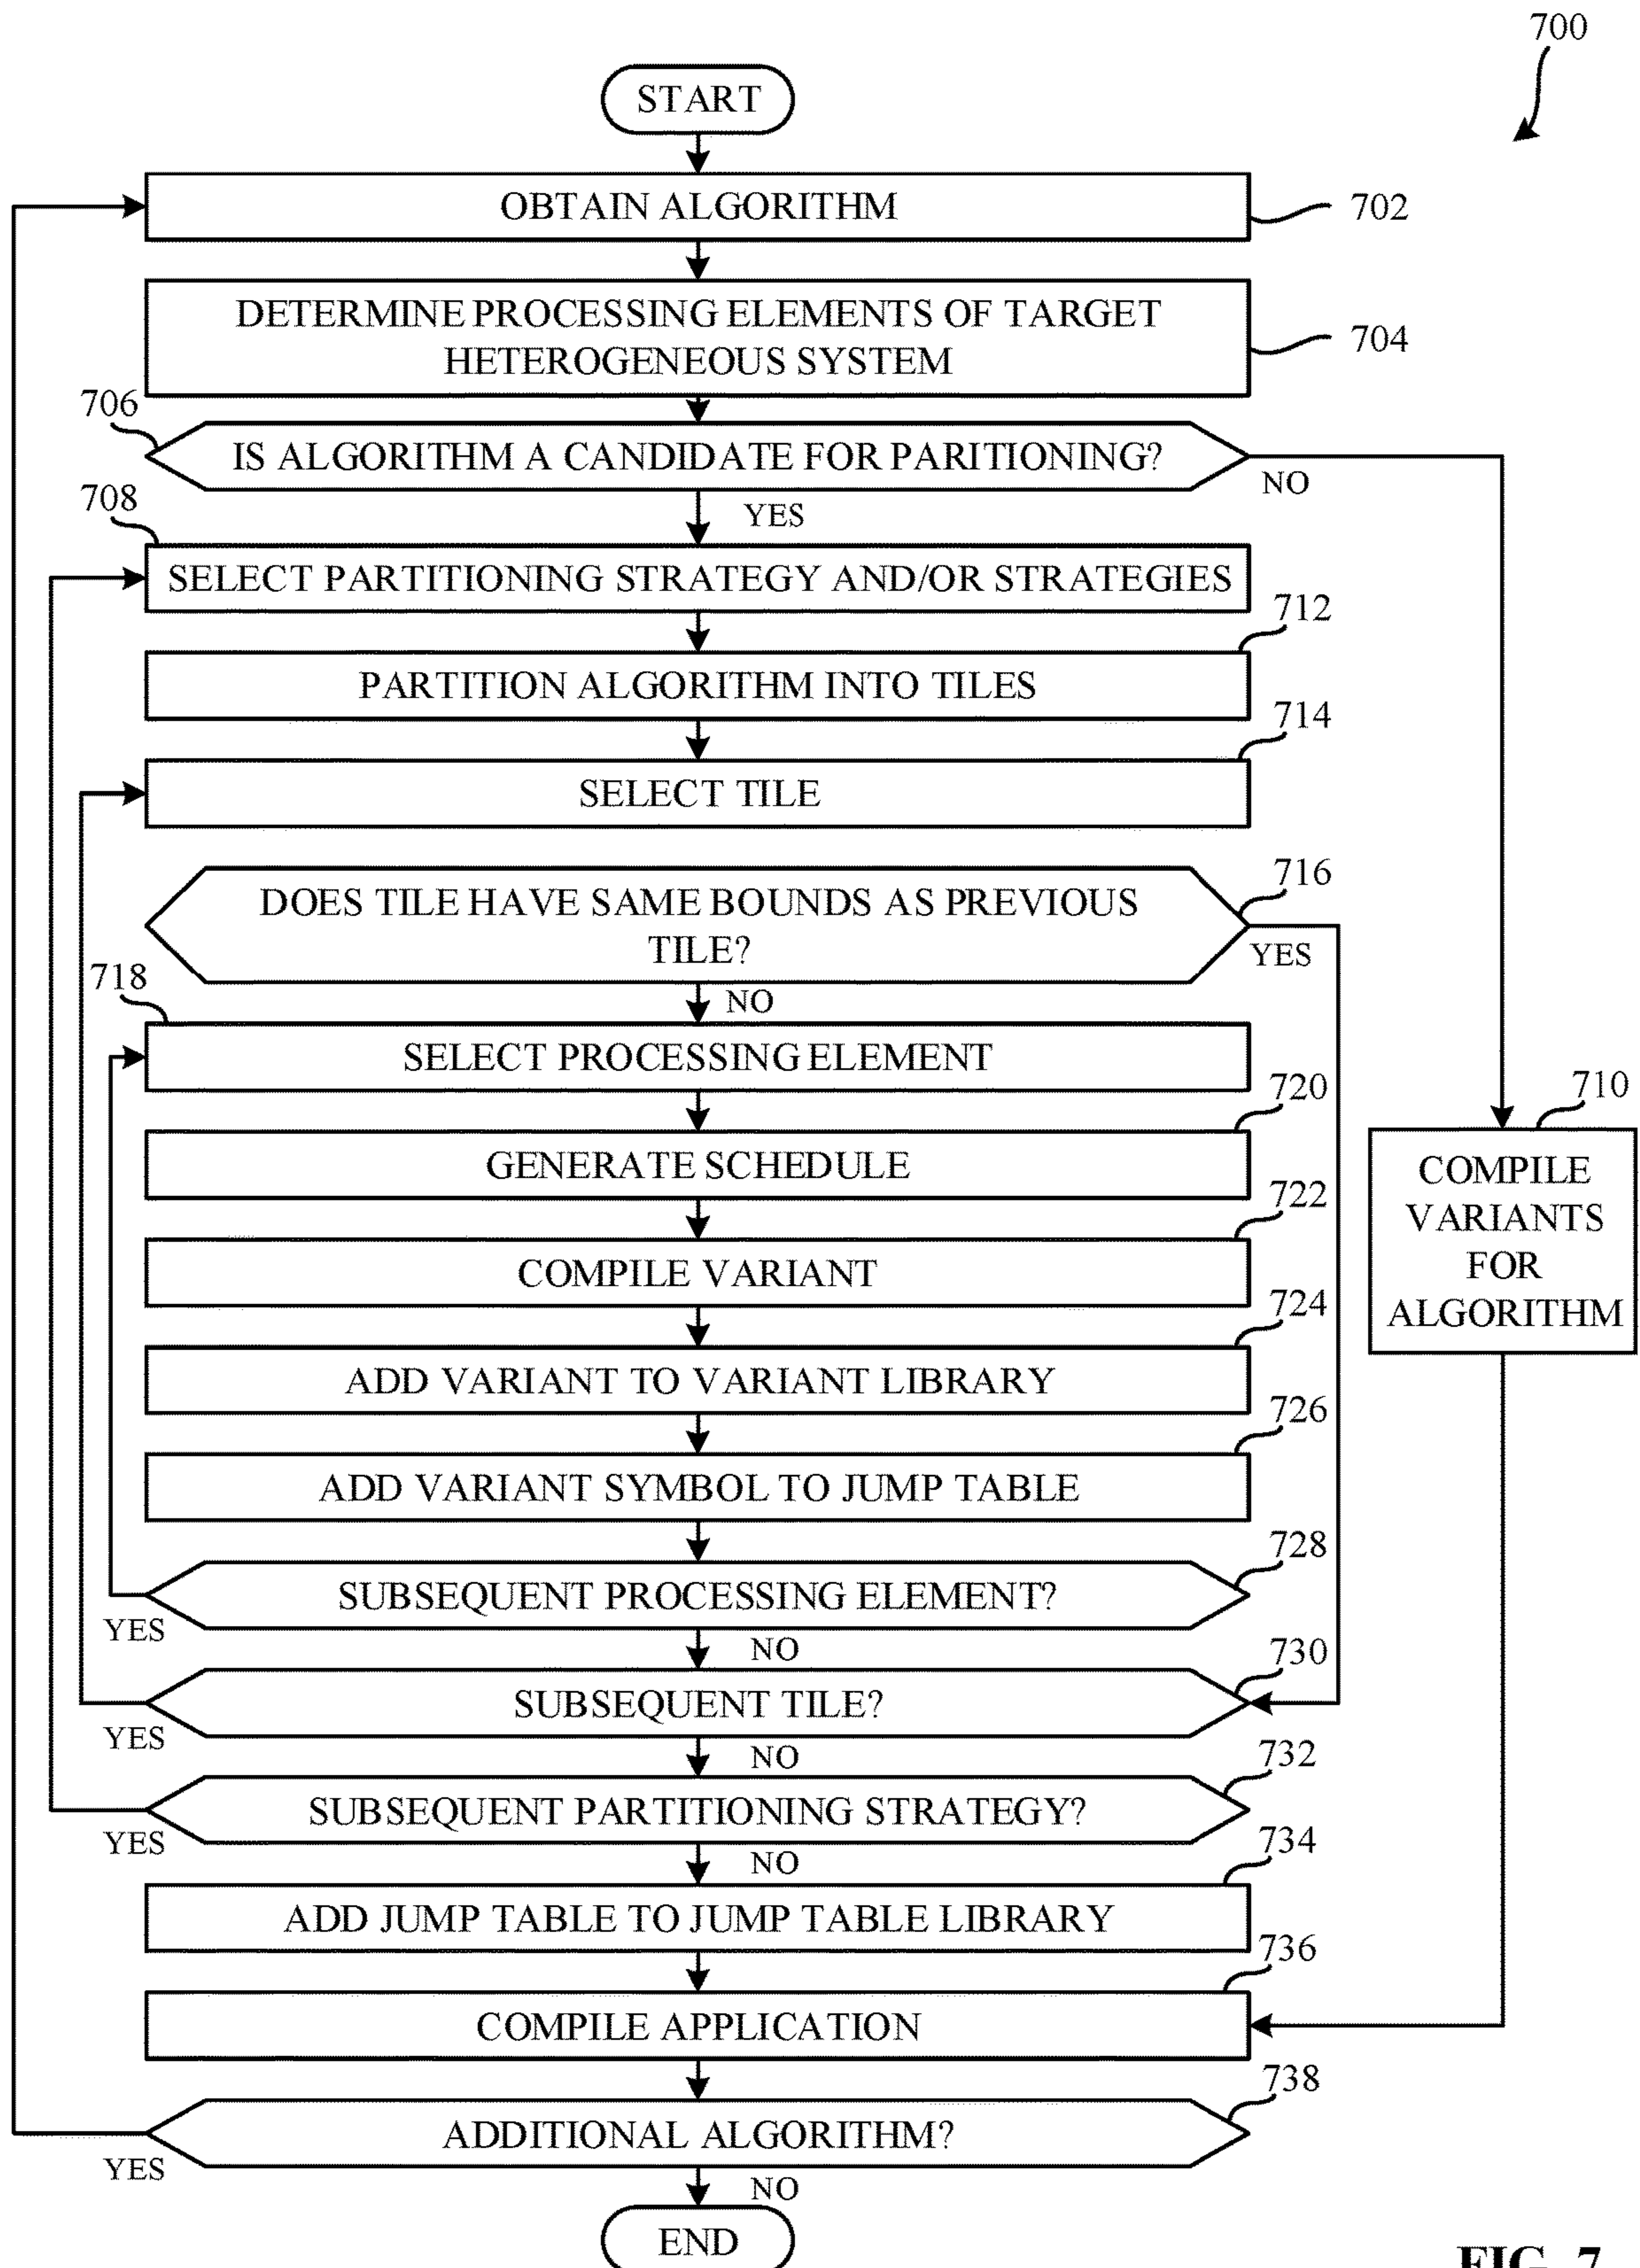 700
START
OBTAIN ALGORITHM
702
DETERMINE PROCESSING ELEMENTS OF TARGET
HETEROGENEOUS SYSTEM
704
706
IS ALGORITHM A CANDIDATE FOR PARITIONING?
NO
YES
708
SELECT PARTITIONING STRATEGY AND/OR STRATEGIES
712
PARTITION ALGORITHM INTO TILES
714
SELECT TILE
716
DOES TILE HAVE SAME BOUNDS AS PREVIOUS
TILE?
YES
718
NO
SELECT PROCESSING ELEMENT
720
GENERATE SCHEDULE
710
COMPILE
VARIANTS
FOR
ALGORITHM
722
COMPILE VARIANT
724
ADD VARIANT TO VARIANT LIBRARY
726
ADD VARIANT SYMBOL TO JUMP TABLE
728
SUBSEQUENT PROCESSING ELEMENT?
YES
NO
730
SUBSEQUENT TILE?
YES
NO
732
SUBSEQUENT PARTITIONING STRATEGY?
YES
NO
734
ADD JUMP TABLE TO JUMP TABLE LIBRARY
736
COMPILE APPLICATION
738
ADDITIONAL ALGORITHM?
YES
NO
END
FIG. 7